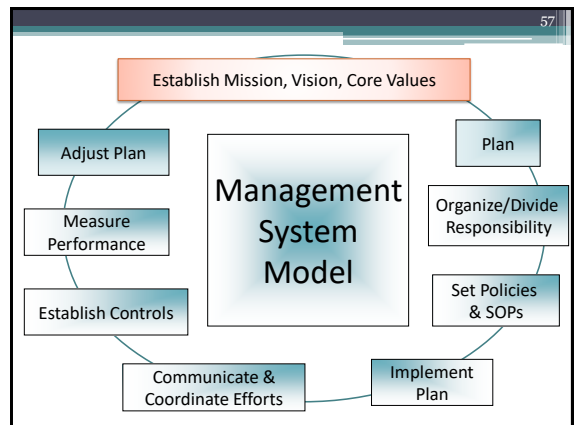 57
Establish Mission, Vision, Core Values
Plan
Organize/Divide
Responsibility
Set Policies
& SOPs
Implement
Plan
Communicate &
Coordinate Efforts
Establish Controls
Measure
Performance
Adjust Plan
Management
System
Model